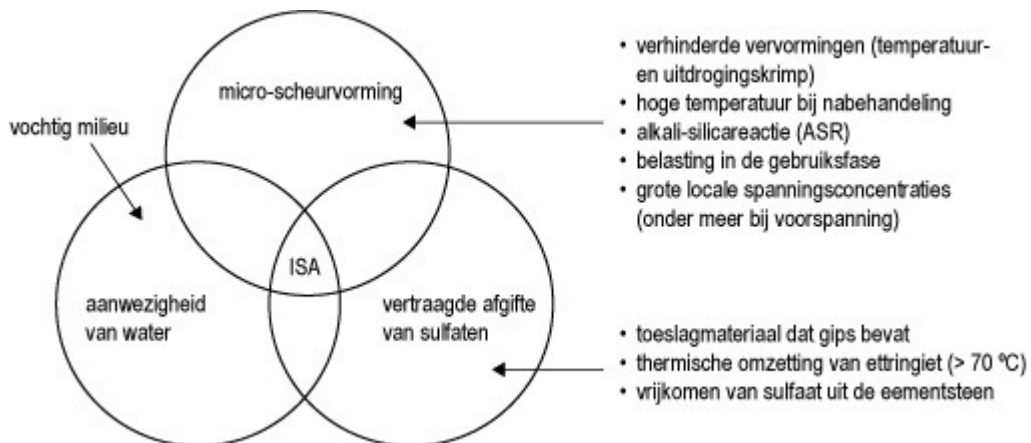 micro-scheurvorming
vochtig milieu
ISA
aanwezigheid
van water
vertraagde afgifte
van sulfaten
• verhinderde vervormingen (temperatuur-
en uitdrogingskrimp)
• hoge temperatuur bij nabehandeling
• alkali-silicareactie (ASR)
• belasting in de gebruiksfase
• grote locale spanningsconcentraties
(onder meer bij voorspanning)
• toeslagmateriaal dat gips bevat
• thermische omzetting van ettringiet (> 70 ºC)
• vrijkomen van sulfaat uit de eementsteen